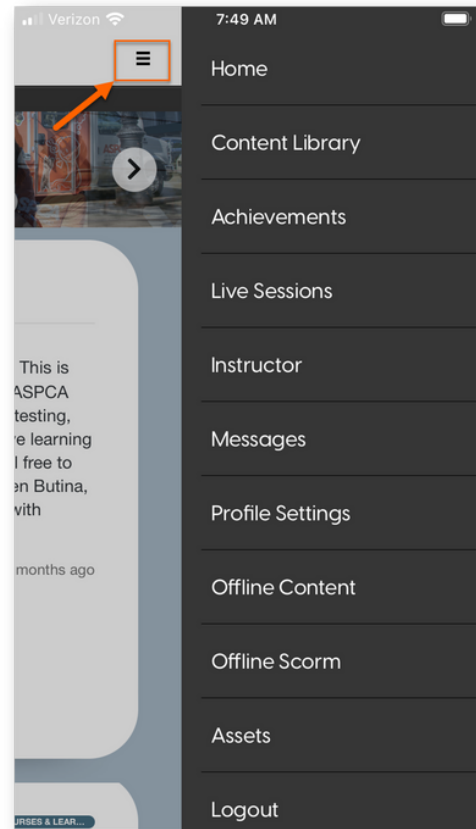 Verizon
7:49 AM
Home
Content Library
Achievements
Live Sessions
Instructor
Messages
Profile Settings
Offline Content
Offline Scorm
Assets
Logout
This is
ASPCA
testing,
e learning
free to
en Butina,
with
months ago
URSES & LEAR...